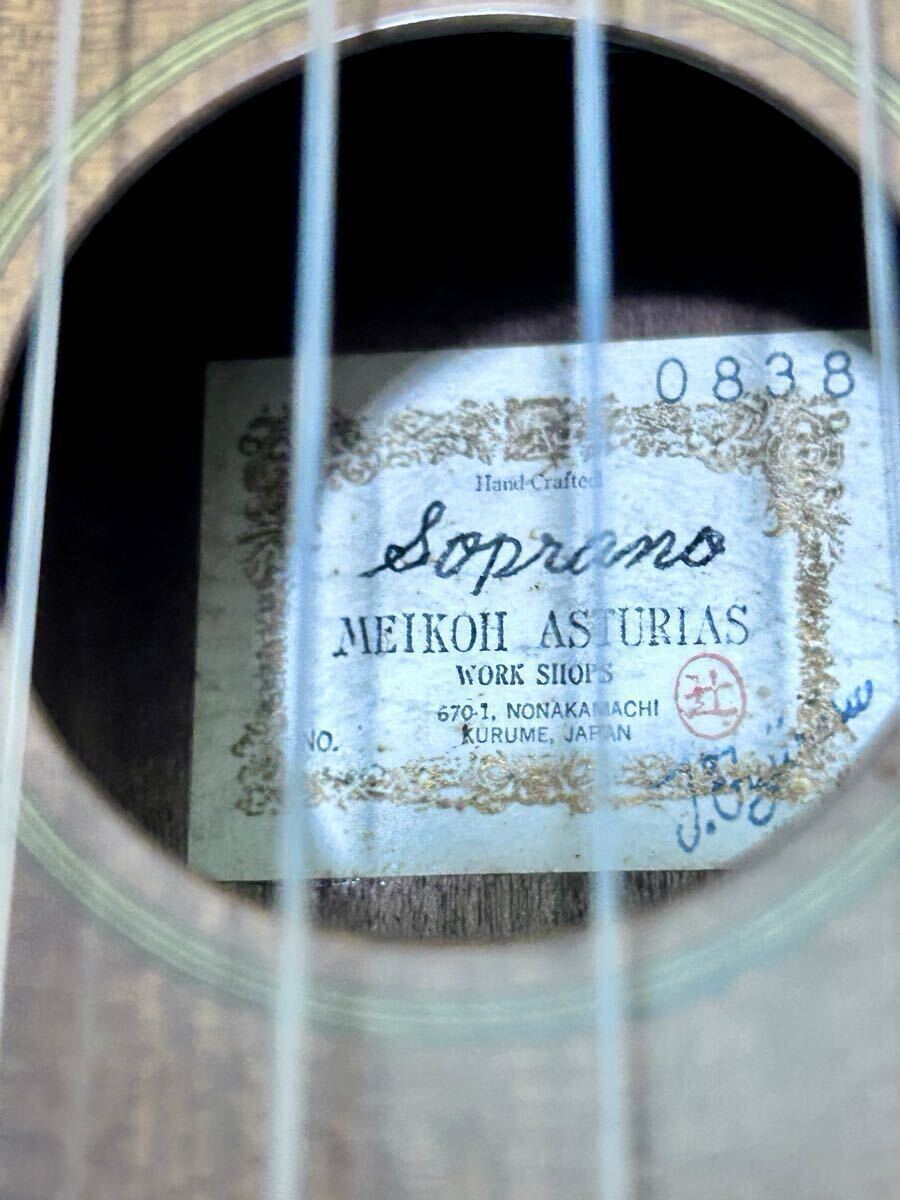 0838
Hand Crafted
Soprano
MEIKOH ASTURIAS
WORK SHOPS
670-1, NONAKAMACHI
KURUME, JAPAN
NO.